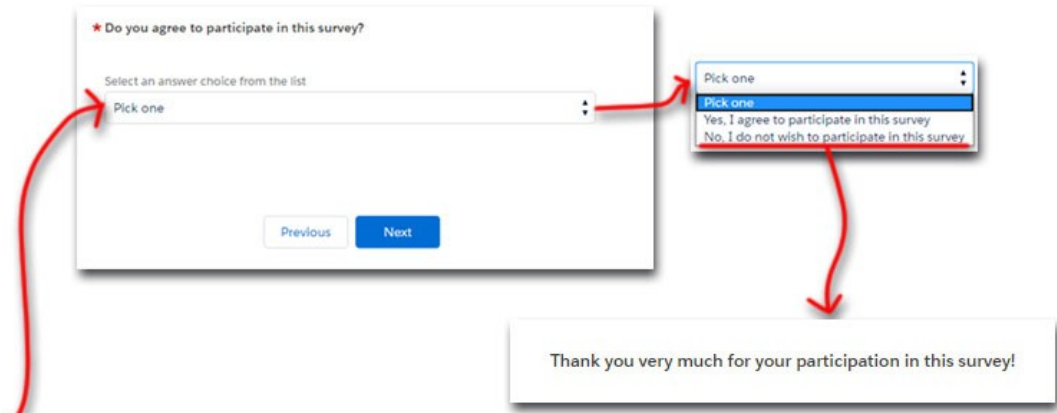 ★ Do you agree to participate in this survey?
Select an answer choice from the list
Pick one
Previous
Next
Pick one
Pick one
Yes, I agree to participate in this survey
No, I do not wish to participate in this survey
Thank you very much for your participation in this survey!